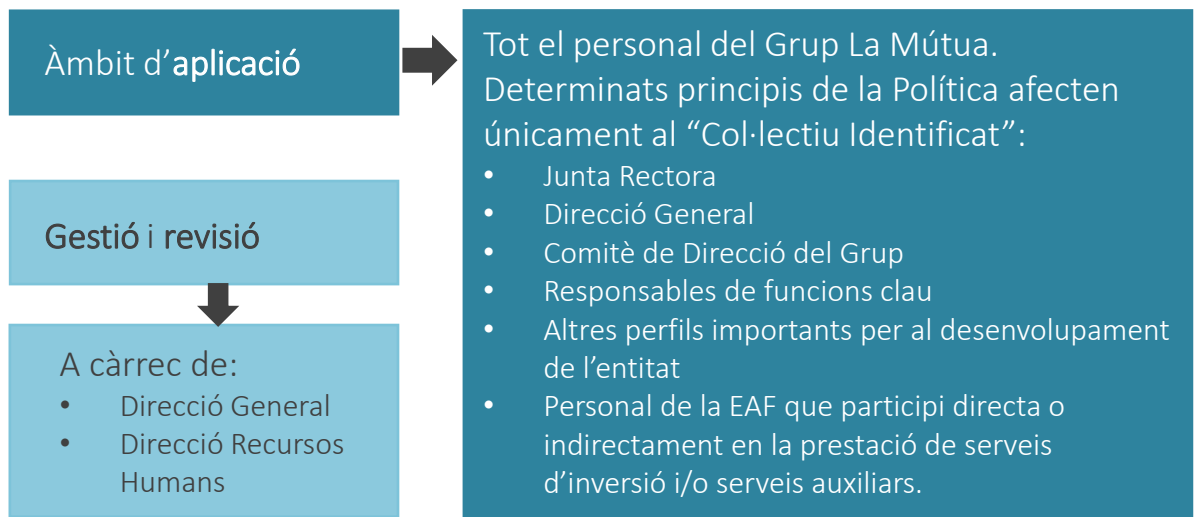 Àmbit d’aplicació
Tot el personal del Grup La Mútua.
Determinats principis de la Política afecten
únicament al “Col·lectiu Identificat”:
• Junta Rectora
• Direcció General
• Comitè de Direcció del Grup
• Responsables de funcions clau
• Altres perfils importants per al desenvolupament
de l’entitat
• Personal de la EAF que participi directa o
indirectament en la prestació de serveis
d’inversió i/o serveis auxiliars.
Gestió i revisió
A càrrec de:
• Direcció General
• Direcció Recursos
Humans